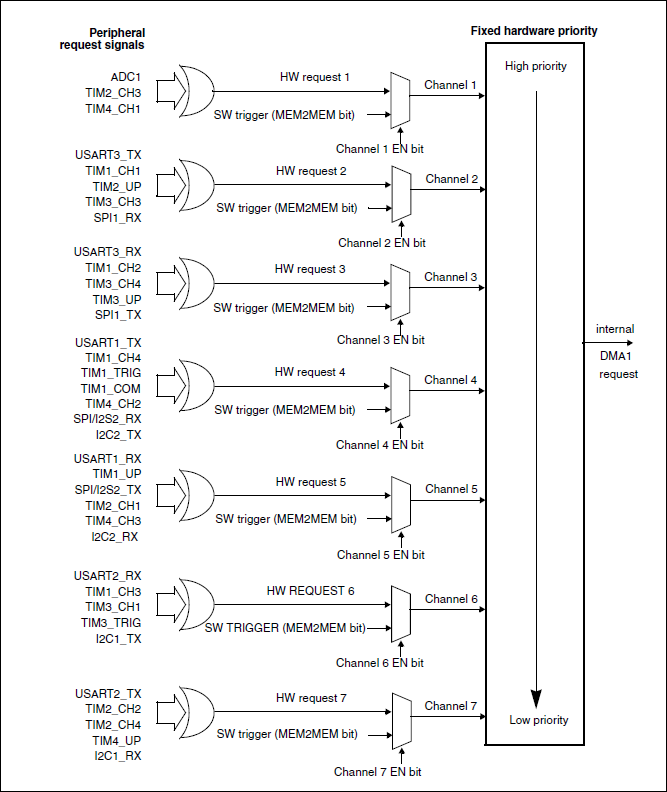 Peripheral
request signals
Fixed hardware priority
High priority
ADC1
TIM2_CH3
TIM4_CH1
HW request 1
SW trigger (MEM2MEM bit)
Channel 1
Channel 1 EN bit
USART3_TX
TIM1_CH1
TIM2_UP
TIM3_CH3
SPI1_RX
HW request 2
SW trigger (MEM2MEM bit)
Channel 2
Channel 2 EN bit
USART3_RX
TIM1_CH2
TIM3_CH4
TIM3_UP
SPI1_TX
HW request 3
SW trigger (MEM2MEM bit)
Channel 3
Channel 3 EN bit
internal
DMA1
request
USART1_TX
TIM1_CH4
TIM1_TRIG
TIM1_COM
TIM4_CH2
SPI/I2S2_RX
I2C2_TX
HW request 4
SW trigger (MEM2MEM bit)
Channel 4
Channel 4 EN bit
USART1_RX
TIM1_UP
SPI/I2S2_TX
TIM2_CH1
TIM4_CH3
I2C2_RX
HW request 5
SW trigger (MEM2MEM bit)
Channel 5
Channel 5 EN bit
USART2_RX
TIM1_CH3
TIM3_CH1
TIM3_TRIG
I2C1_TX
HW REQUEST 6
SW TRIGGER (MEM2MEM bit)
Channel 6
Channel 6 EN bit
USART2_TX
TIM2_CH2
TIM2_CH4
TIM4_UP
I2C1_RX
HW request 7
SW trigger (MEM2MEM bit)
Channel 7
Channel 7 EN bit
Low priority